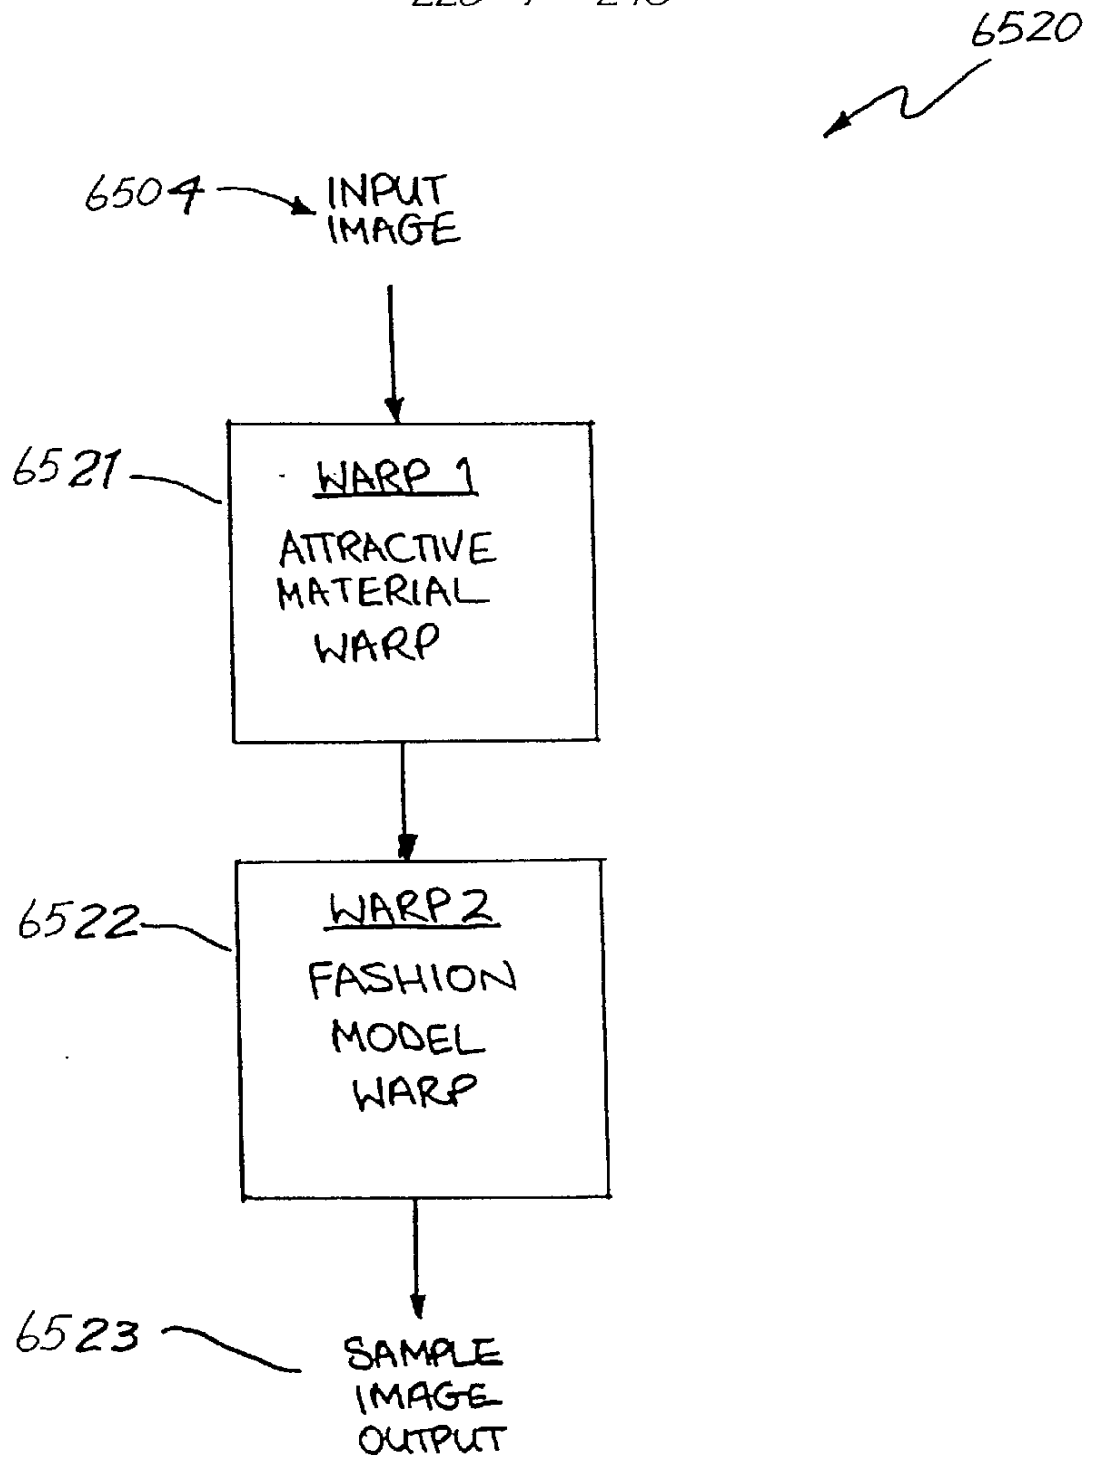 6520
6504
INPUT
IMAGE
6521
WARP 1
ATTRACTIVE
MATERIAL
WARP
6522
WARP 2
FASHION
MODEL
WARP
6523
SAMPLE
IMAGE
OUTPUT